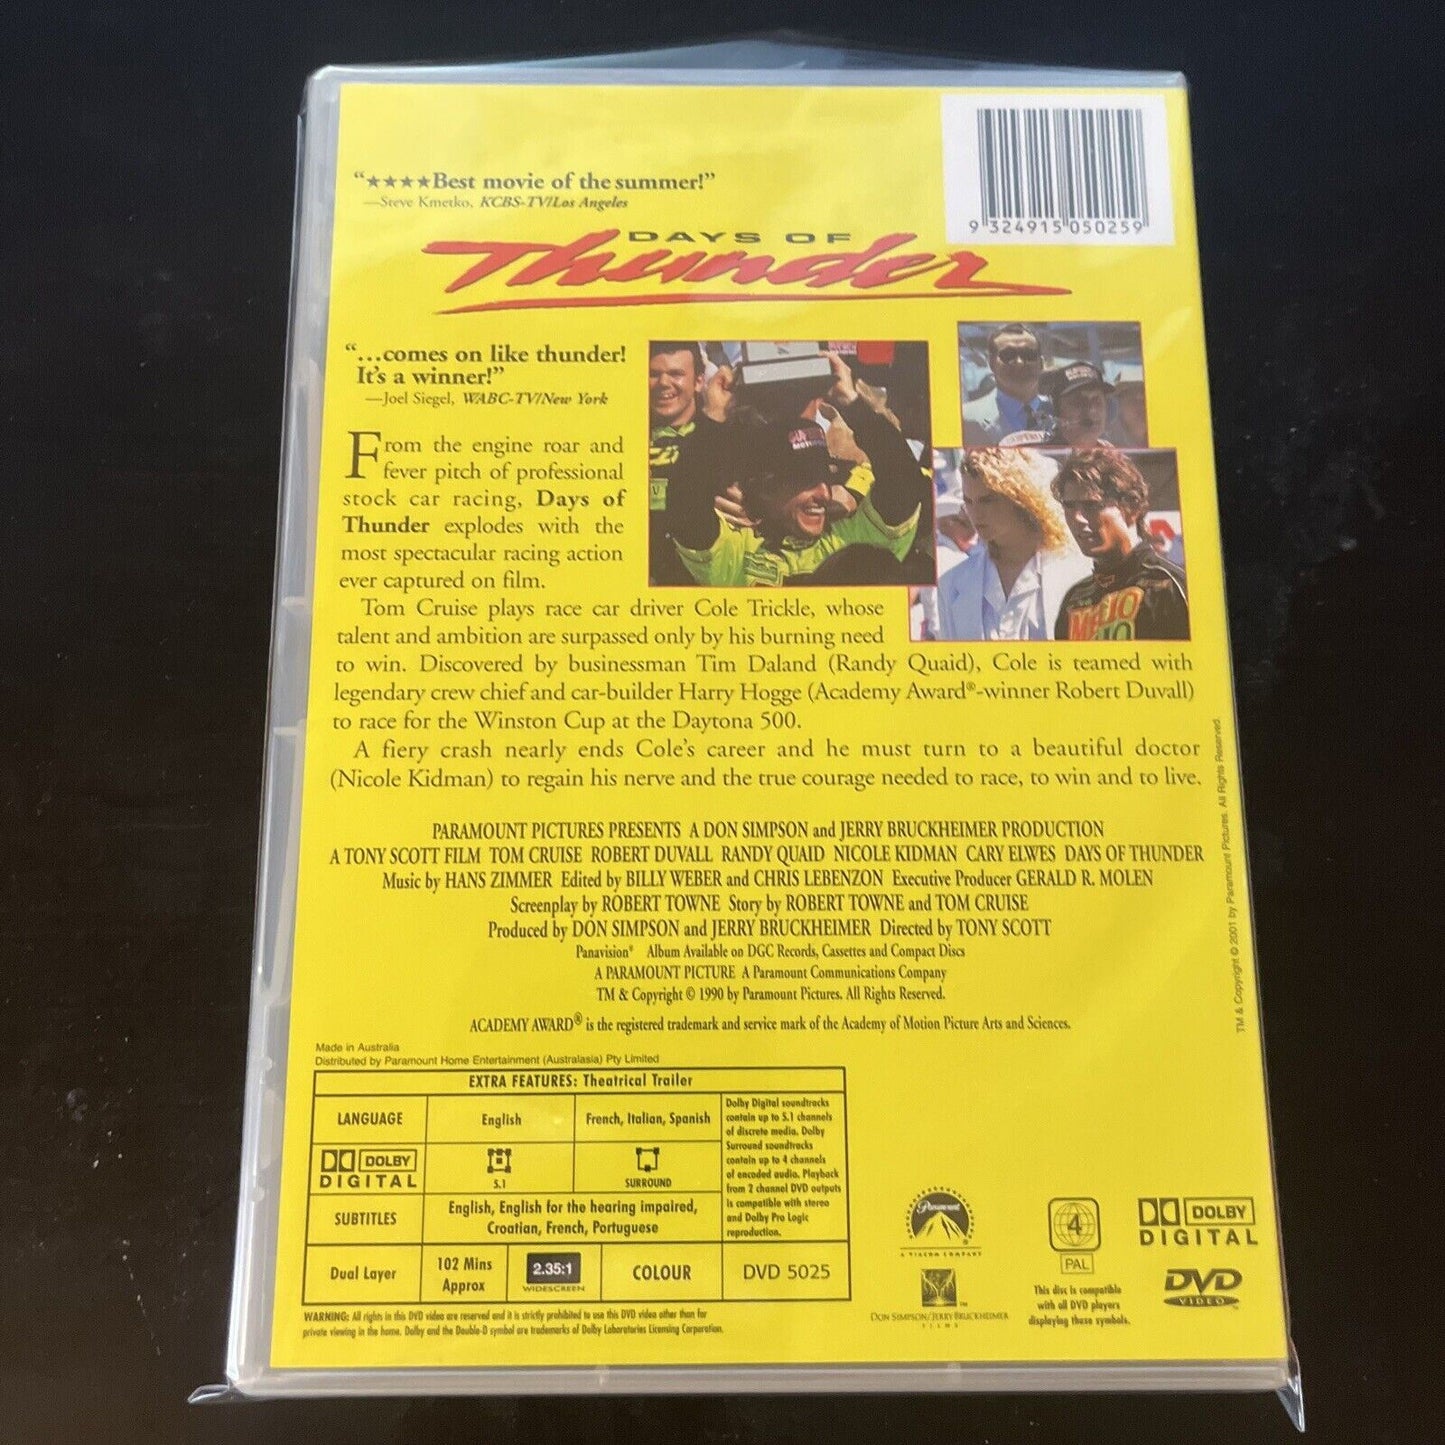 9 324915 050259
“★★★★Best movie of the summer!”
—Steve Kmetko, KCBS-TV/Los Angeles
DAYS OF
Thunder
“...comes on like thunder!
It's a winner!”
—Joel Siegel, WABC-TV/New York
From the engine roar and
fever pitch of professional
stock car racing, Days of
Thunder explodes with the
most spectacular racing action
ever captured on film.
Tom Cruise plays race car driver Cole Trickle, whose
talent and ambition are surpassed only by his burning need
to win. Discovered by businessman Tim Daland (Randy Quaid), Cole is teamed with
legendary crew chief and car-builder Harry Hogge (Academy Award®-winner Robert Duvall)
to race for the Winston Cup at the Daytona 500.
A fiery crash nearly ends Cole's career and he must turn to a beautiful doctor
(Nicole Kidman) to regain his nerve and the true courage needed to race, to win and to live.
MELLO
PARAMOUNT PICTURES PRESENTS A DON SIMPSON and JERRY BRUCKHEIMER PRODUCTION
A TONY SCOTT FILM TOM CRUISE ROBERT DUVALL RANDY QUAID NICOLE KIDMAN CARY ELWES DAYS OF THUNDER
Music by HANS ZIMMER Edited by BILLY WEBER and CHRIS LEBENZON Executive Producer GERALD R. MOLEN
Screenplay by ROBERT TOWNE Story by ROBERT TOWNE and TOM CRUISE
Produced by DON SIMPSON and JERRY BRUCKHEIMER Directed by TONY SCOTT
Panavision® Album Available on DGC Records, Cassettes and Compact Discs
A PARAMOUNT PICTURE A Paramount Communications Company
TM & Copyright © 1990 by Paramount Pictures. All Rights Reserved.
ACADEMY AWARD® is the registered trademark and service mark of the Academy of Motion Picture Arts and Sciences.
TM & Copyright © 2001 by Paramount Pictures. All Rights Reserved.
Made in Australia
Distributed by Paramount Home Entertainment (Australasia) Pty Limited
EXTRA FEATURES: Theatrical Trailer
LANGUAGE English French, Italian, Spanish
DOLBY
DIGITAL
5.1 SURROUND
SUBTITLES
English, English for the hearing impaired,
Croatian, French, Portuguese
Dolby Digital soundtracks
contain up to 5.1 channels
of discrete media. Dolby
Surround soundtracks
contain up to 4 channels
of encoded audio. Playback
from 2 channel DVD outputs
is compatible with stereo
and Dolby Pro Logic
reproduction.
Dual Layer
102 Mins
Approx
2.35:1
WIDESCREEN
COLOUR
DVD 5025
WARNING: All rights in this DVD video are reserved and it is strictly prohibited to use this DVD video other than for
private viewing in the home. Dolby and the Double-D symbol are trademarks of Dolby Laboratories Licensing Corporation.
Paramount
A VIACOM COMPANY
DON SIMPSON/JERRY BRUCKHEIMER
FILMS
4
PAL
This disc is compatible
with all DVD players
displaying these symbols.
DOLBY
DIGITAL
DVD
VIDEO